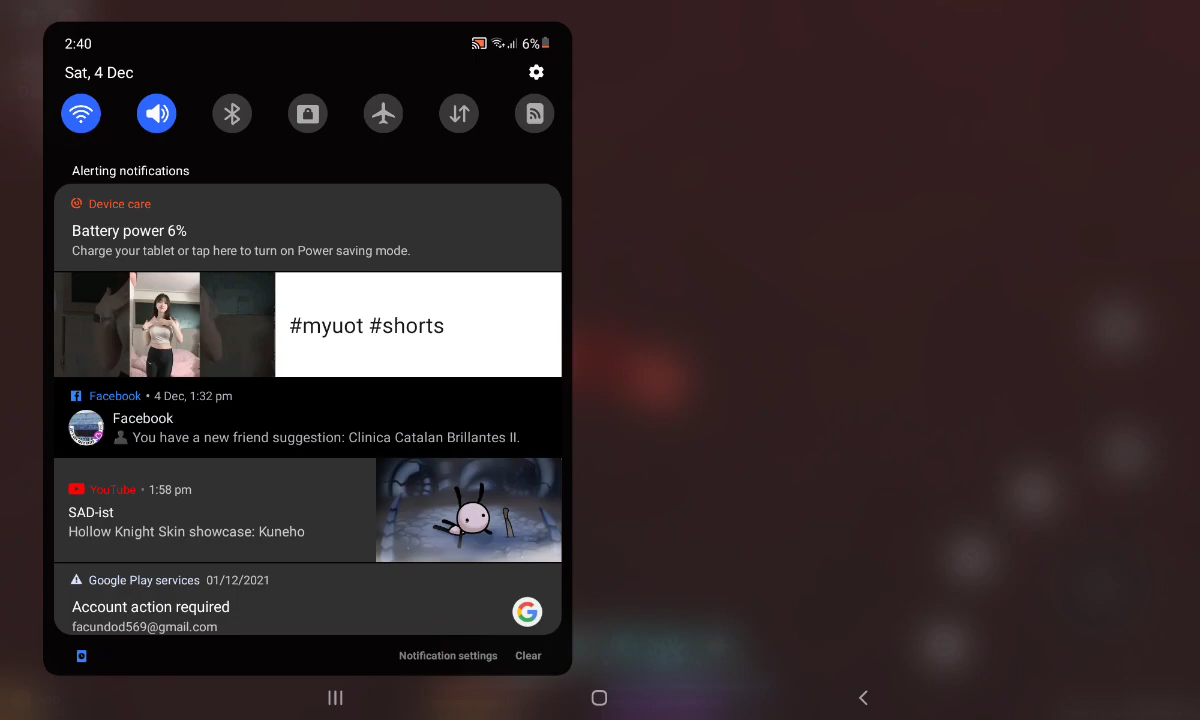 2:40
6%
Sat, 4 Dec
Alerting notifications
Device care
Battery power 6%
Charge your tablet or tap here to turn on Power saving mode.
#myuot #shorts
Facebook • 4 Dec, 1:32 pm
Facebook
You have a new friend suggestion: Clinica Catalan Brillantes II.
YouTube • 1:58 pm
SAD-ist
Hollow Knight Skin showcase: Kuneho
Google Play services 01/12/2021
Account action required
facundod569@gmail.com
Notification settings Clear